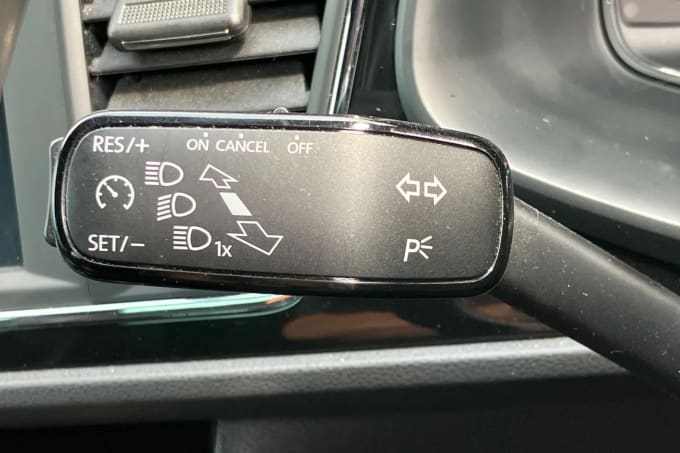 RES/+ ON CANCEL OFF
SET/- 1x
P